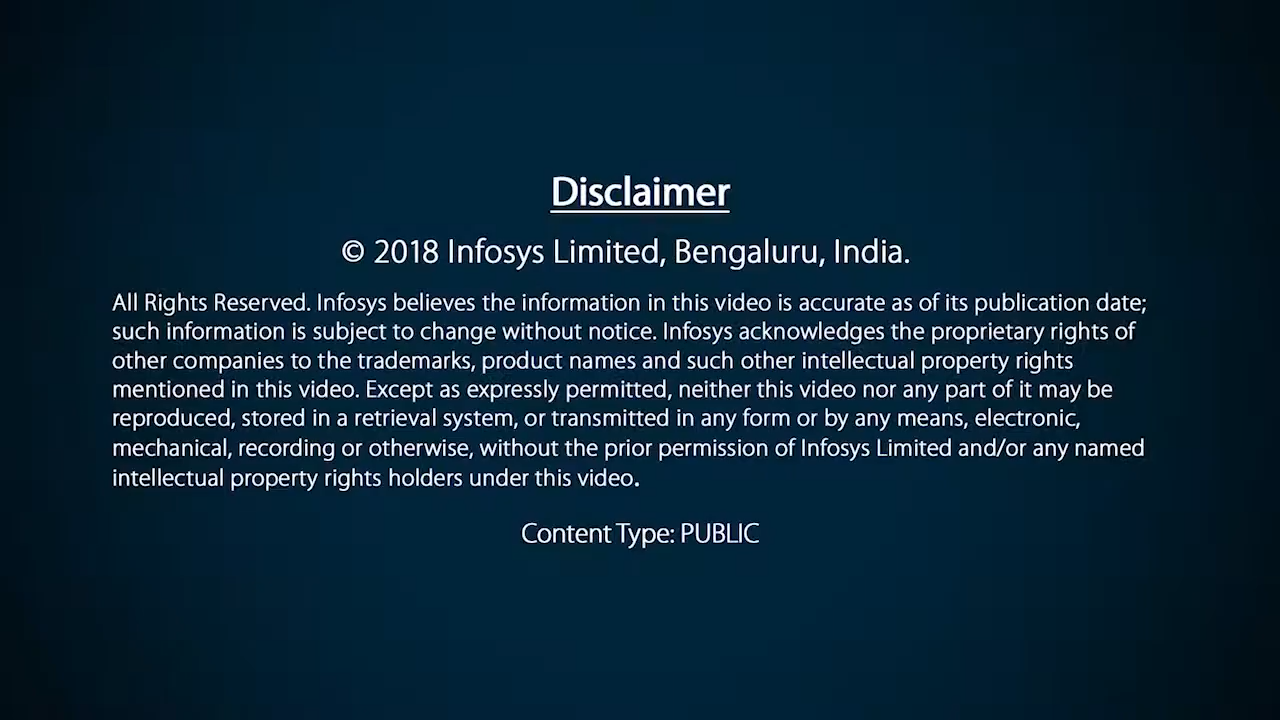 Disclaimer
© 2018 Infosys Limited, Bengaluru, India.
All Rights Reserved. Infosys believes the information in this video is accurate as of its publication date;
such information is subject to change without notice. Infosys acknowledges the proprietary rights of
other companies to the trademarks, product names and such other intellectual property rights
mentioned in this video. Except as expressly permitted, neither this video nor any part of it may be
reproduced, stored in a retrieval system, or transmitted in any form or by any means, electronic,
mechanical, recording or otherwise, without the prior permission of Infosys Limited and/or any named
intellectual property rights holders under this video.
Content Type: PUBLIC